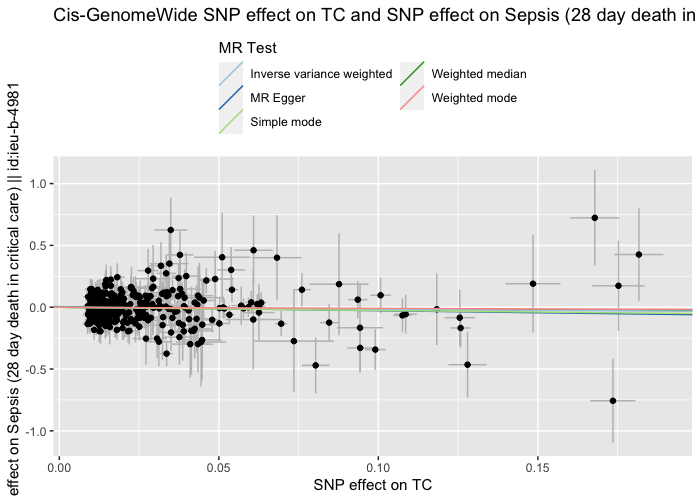 Cis-GenomeWide SNP effect on TC and SNP effect on Sepsis (28 day death in
MR Test
Inverse variance weighted
MR Egger
Simple mode
Weighted median
Weighted mode
effect on Sepsis (28 day death in critical care) || id:ieu-b-4981
1.0
0.5
0.0
-0.5
-1.0
0.00
0.05
0.10
0.15
SNP effect on TC